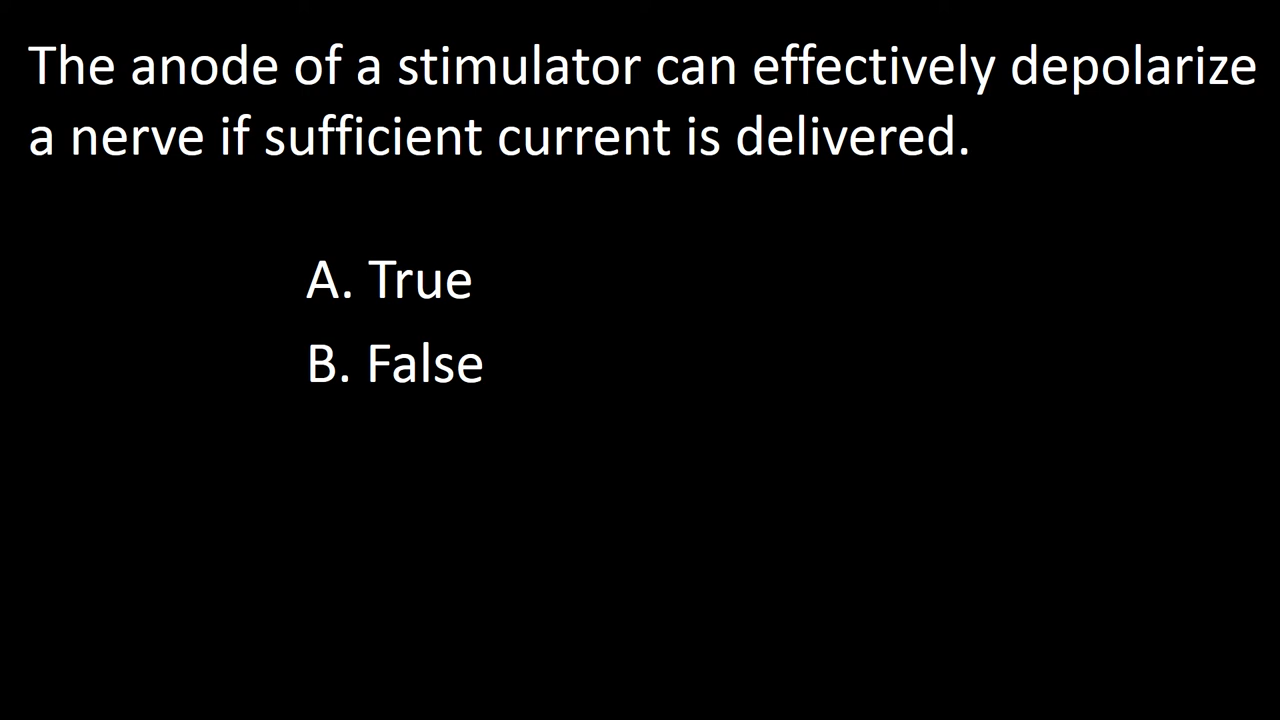 The anode of a stimulator can effectively depolarize
a nerve if sufficient current is delivered.
A. True
B. False